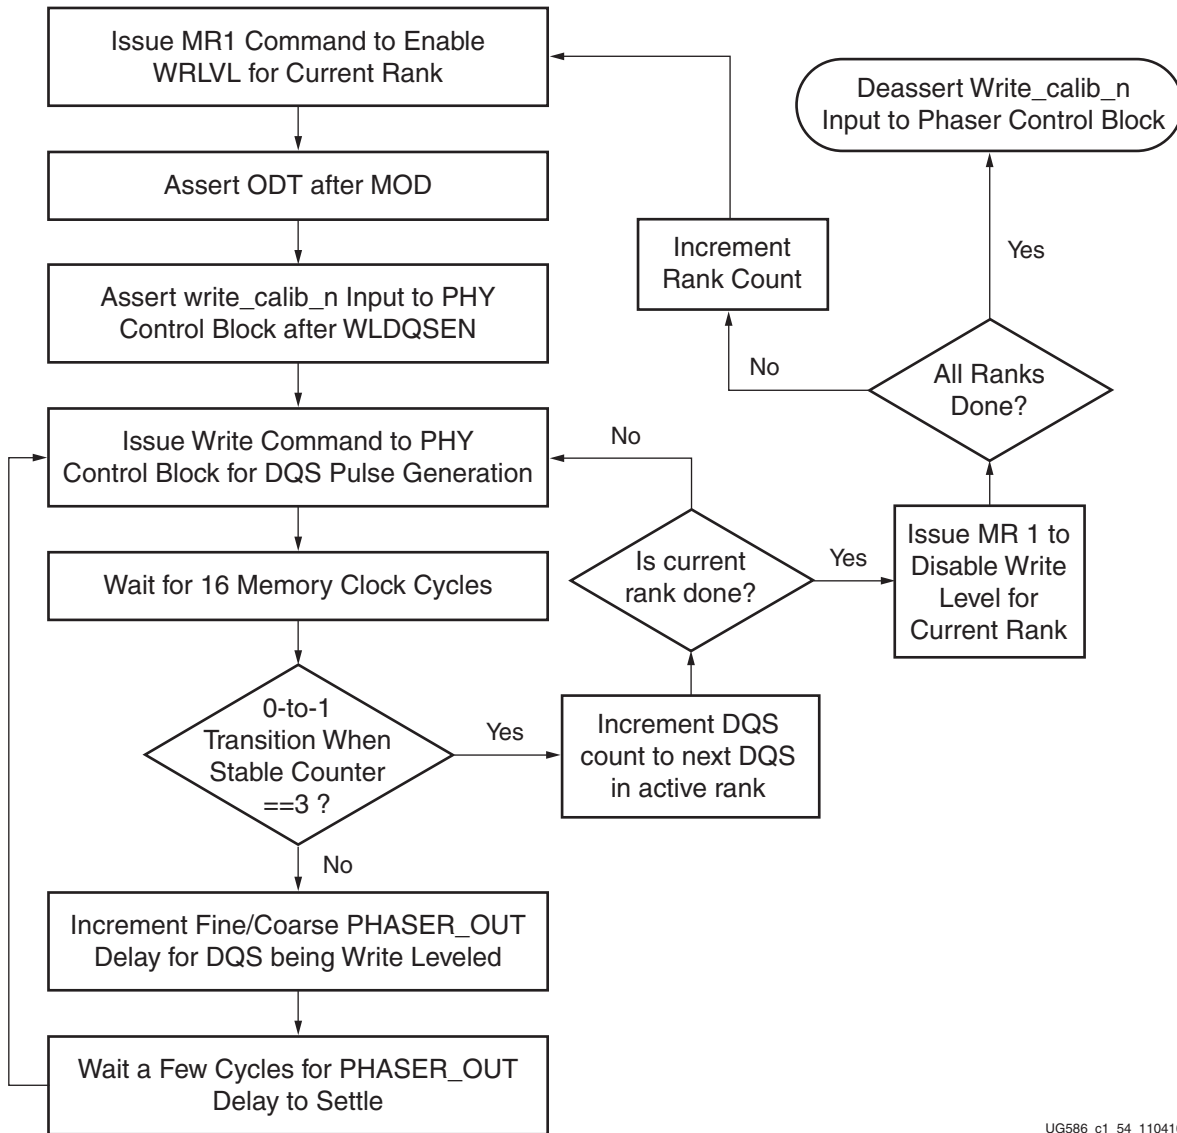 Issue MR1 Command to Enable
WRLVL for Current Rank
Assert ODT after MOD
Assert write_calib_n Input to PHY
Control Block after WLDQSEN
Issue Write Command to PHY
Control Block for DQS Pulse Generation
Wait for 16 Memory Clock Cycles
0-to-1
Transition When
Stable Counter
==3 ?
Yes
No
Increment Fine/Coarse PHASER_OUT
Delay for DQS being Write Leveled
Wait a Few Cycles for PHASER_OUT
Delay to Settle
Increment DQS
count to next DQS
in active rank
Is current
rank done?
No
Yes
Issue MR 1 to
Disable Write
Level for
Current Rank
All Ranks
Done?
No
Yes
Increment
Rank Count
Deassert Write_calib_n
Input to Phaser Control Block